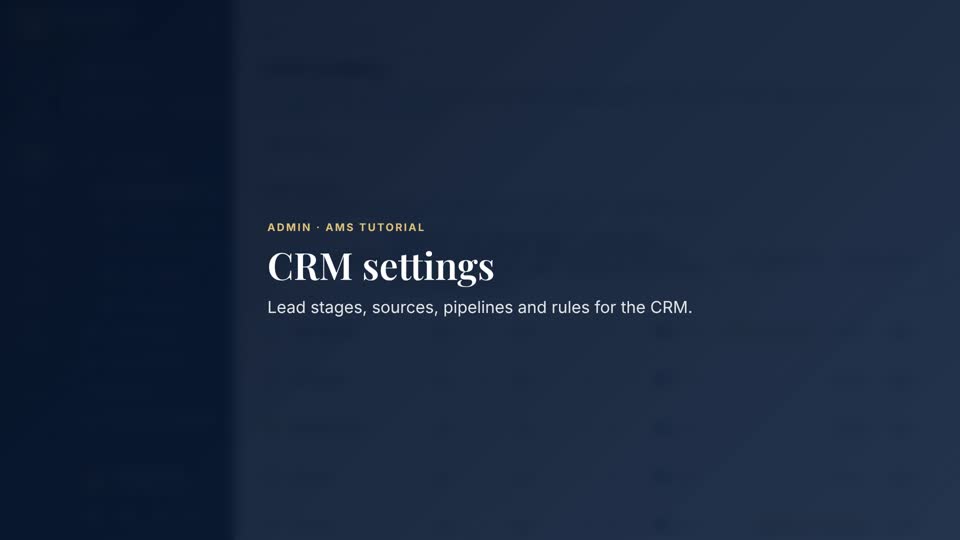 ADMIN · AMS TUTORIAL
CRM settings
Lead stages, sources, pipelines and rules for the CRM.